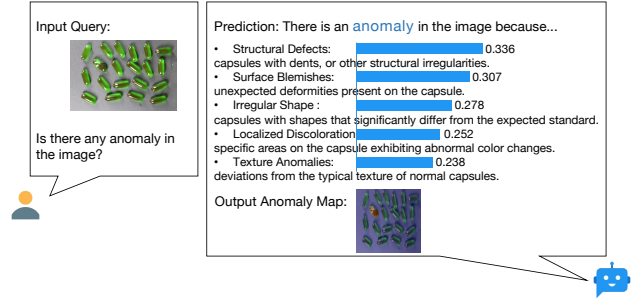 Input Query:
Is there any anomaly in
the image?
Prediction: There is an anomaly in the image because...
• Structural Defects: 0.336
capsules with dents, or other structural irregularities.
• Surface Blemishes: 0.307
unexpected deformities present on the capsule.
• Irregular Shape : 0.278
capsules with shapes that significantly differ from the expected standard.
• Localized Discoloration 0.252
specific areas on the capsule exhibiting abnormal color changes.
• Texture Anomalies: 0.238
deviations from the typical texture of normal capsules.
Output Anomaly Map: